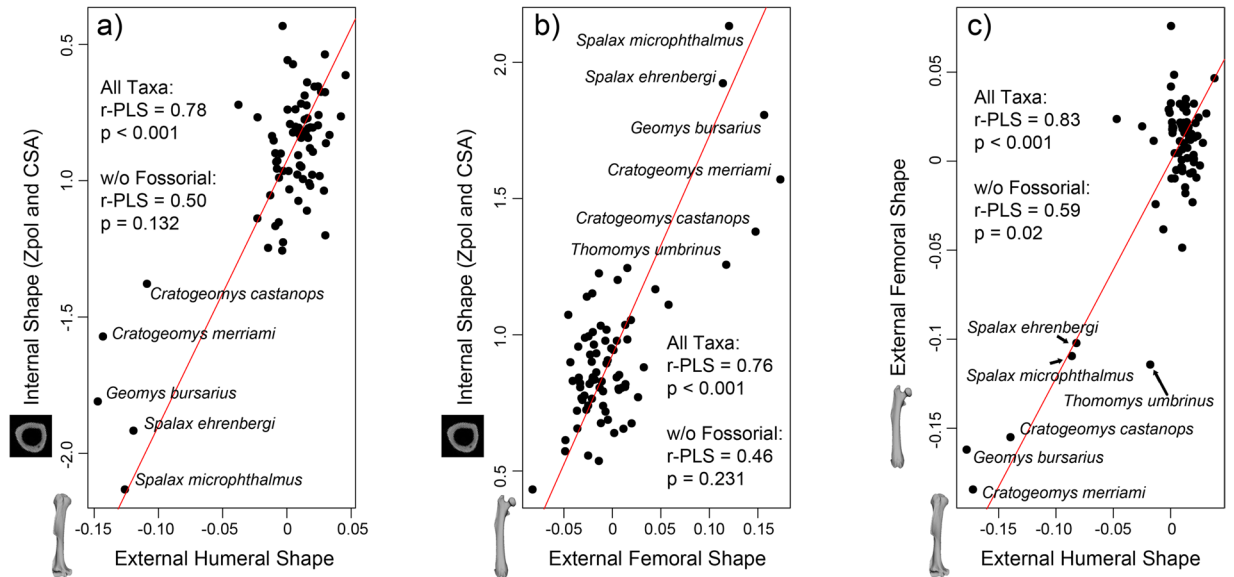 a)
0.5
1.0
-1.5
-2.0
Internal Shape (Zpol and CSA)
All Taxa:
r-PLS = 0.78
p < 0.001
w/o Fossorial:
r-PLS = 0.50
p = 0.132
Cratogeomys castanops
Cratogeomys merriami
Geomys bursarius
Spalax ehrenbergi
Spalax microphthalmus
-0.15
-0.10
-0.05
0
0.05
External Humeral Shape
b)
2.0
1.5
1.0
0.5
Internal Shape (Zpol and CSA)
Spalax microphthalmus
Spalax ehrenbergi
Geomys bursarius
Cratogeomys merriami
Cratogeomys castanops
Thomomys umbrinus
All Taxa:
r-PLS = 0.76
p < 0.001
w/o Fossorial:
r-PLS = 0.46
p = 0.231
-0.05
0.00
0.05
0.10
0.15
External Femoral Shape
c)
0.05
0
-0.05
-0.1
-0.15
External Femoral Shape
All Taxa:
r-PLS = 0.83
p < 0.001
w/o Fossorial:
r-PLS = 0.59
p = 0.02
Spalax ehrenbergi
Spalax microphthalmus
Thomomys umbrinus
Cratogeomys castanops
Geomys bursarius
Cratogeomys merriami
-0.15
-0.10
-0.05
0
External Humeral Shape